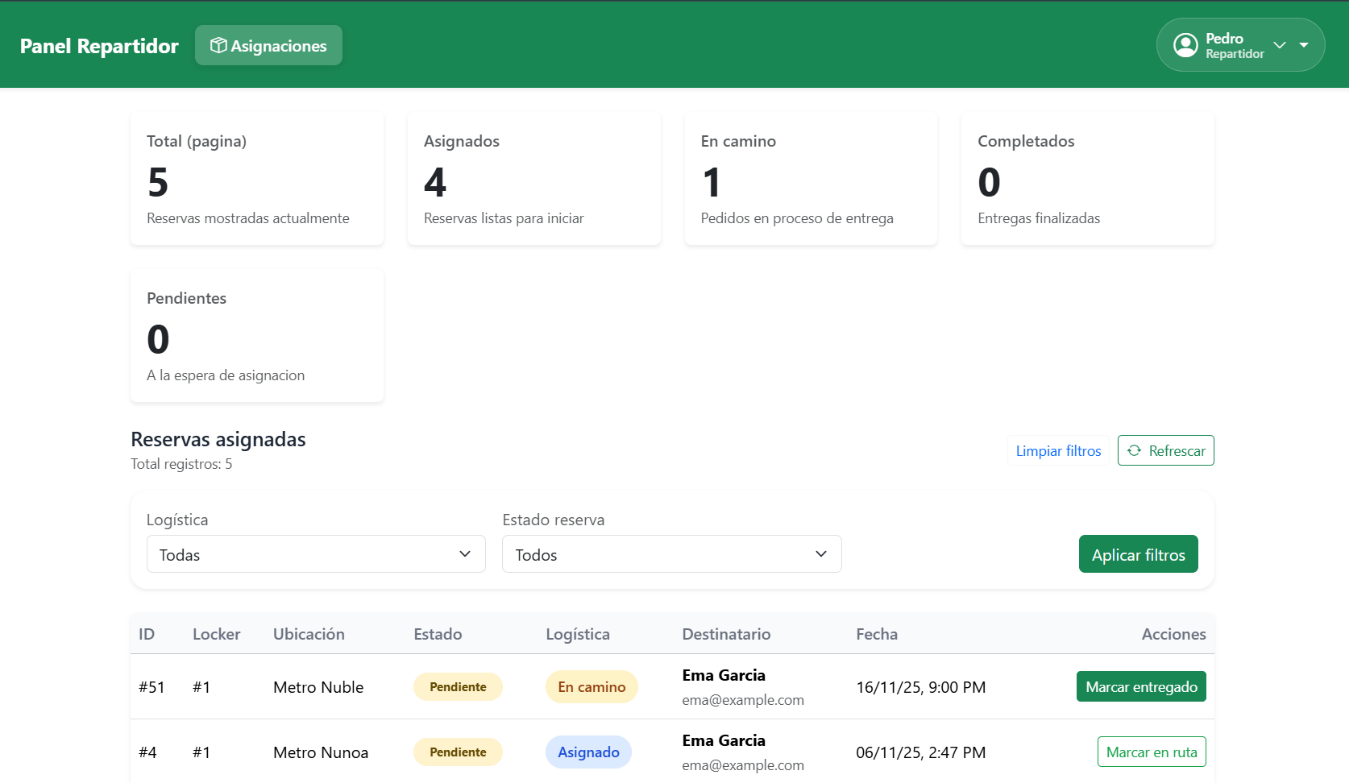 Panel Repartidor
Asignaciones
Pedro
Repartidor
Total (pagina)
5
Reservas mostradas actualmente
Asignados
4
Reservas listas para iniciar
En camino
1
Pedidos en proceso de entrega
Completados
0
Entregas finalizadas
Pendientes
0
A la espera de asignacion
Reservas asignadas
Total registros: 5
Limpiar filtros
Refrescar
Logística
Todas
Estado reserva
Todos
Aplicar filtros
ID Locker Ubicación Estado Logística Destinatario Fecha Acciones
#51 #1 Metro Nuble Pendiente En camino Ema Garcia 16/11/25, 9:00 PM Marcar entregado
ema@example.com
#4 #1 Metro Nunoa Pendiente Asignado Ema Garcia 06/11/25, 2:47 PM Marcar en ruta
ema@example.com